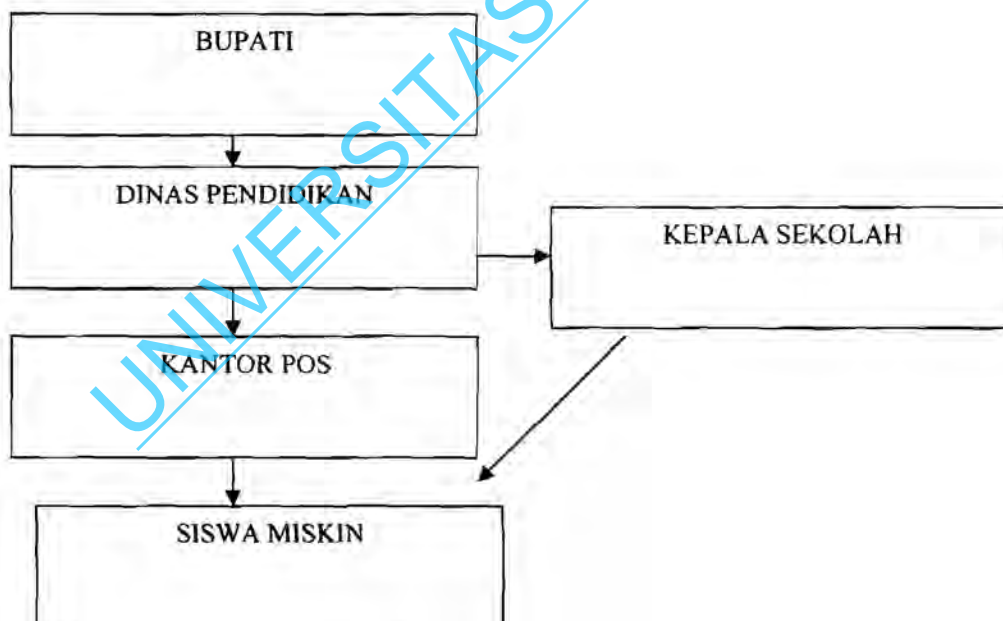 BUPATI
DINAS PENDIDIKAN
KEPALA SEKOLAH
KANTOR POS
SISWA MISKIN
UNIVERSITAS